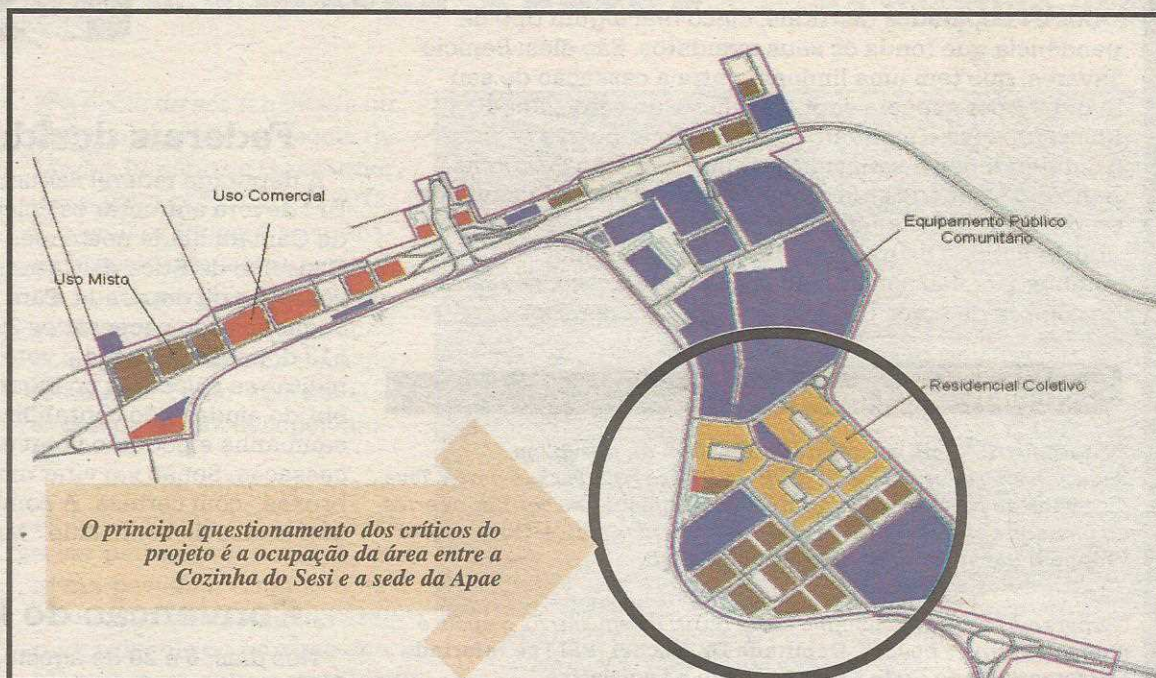 Uso Comercial
Uso Misto
Equipamento Público
Comunitário
Residencial Coletivo
O principal questionamento dos críticos do
projeto é a ocupação da área entre a
Cozinha do Sesi e a sede da Apae